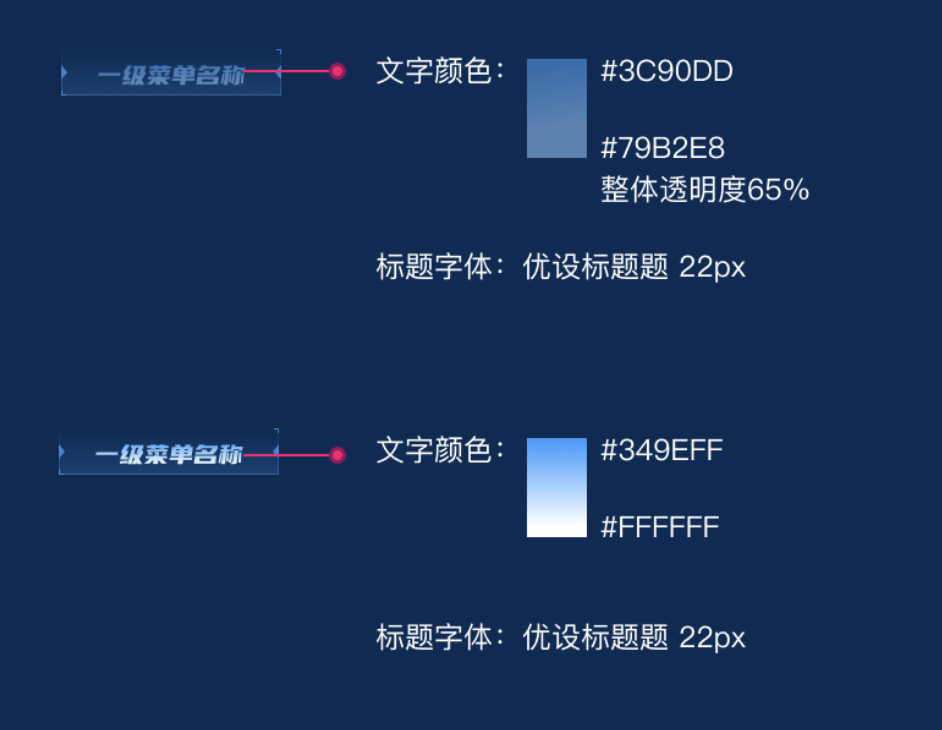 一级菜单名称
文字颜色：
#3C90DD
#79B2E8
整体透明度65%
标题字体：优设标题题 22px
一级菜单名称
文字颜色：
#349EFF
#FFFFFF
标题字体：优设标题题 22px